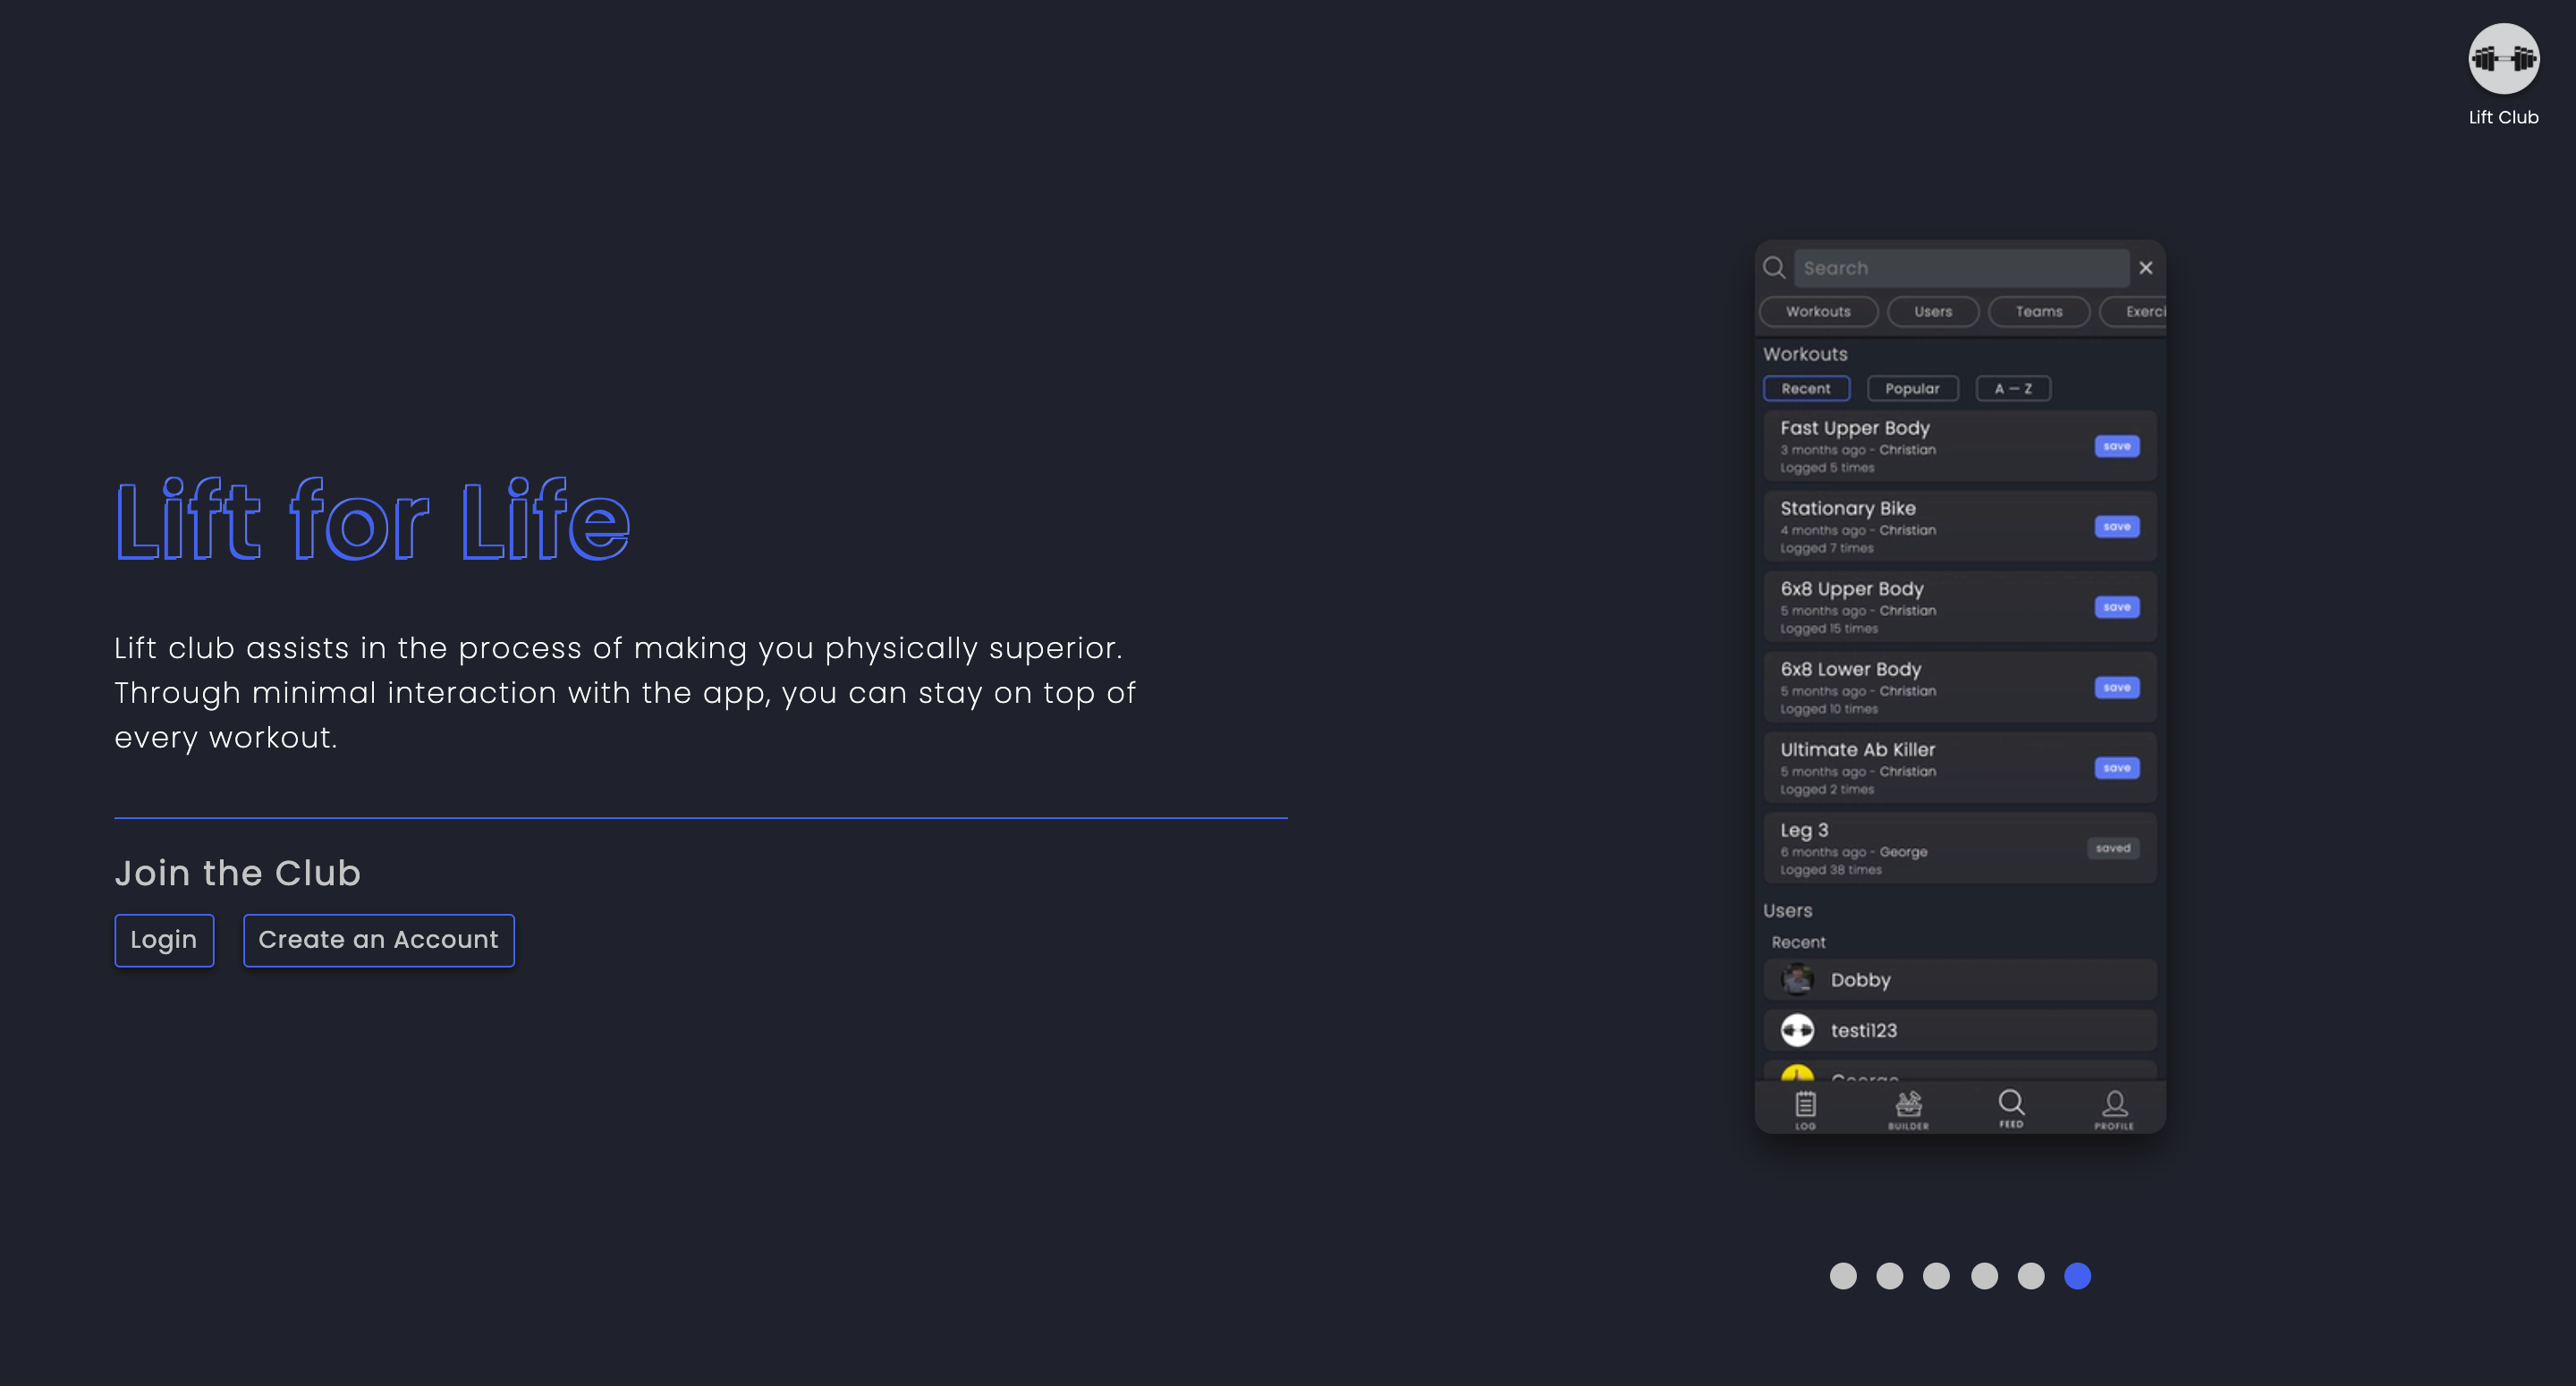 Lift Club
Lift for Life
Lift club assists in the process of making you physically superior.
Through minimal interaction with the app, you can stay on top of
every workout.
Join the Club
Login
Create an Account
Search
Workouts
Users
Teams
Exerci
Workouts
Recent
Popular
A — Z
Fast Upper Body
3 months ago - Christian
Logged 5 times
save
Stationary Bike
4 months ago - Christian
Logged 7 times
save
6x8 Upper Body
5 months ago - Christian
Logged 15 times
save
6x8 Lower Body
5 months ago - Christian
Logged 10 times
save
Ultimate Ab Killer
5 months ago - Christian
Logged 2 times
save
Leg 3
6 months ago - George
Logged 38 times
saved
Users
Recent
Dobby
testi123
George
LOG
BUILDER
FEED
PROFILE